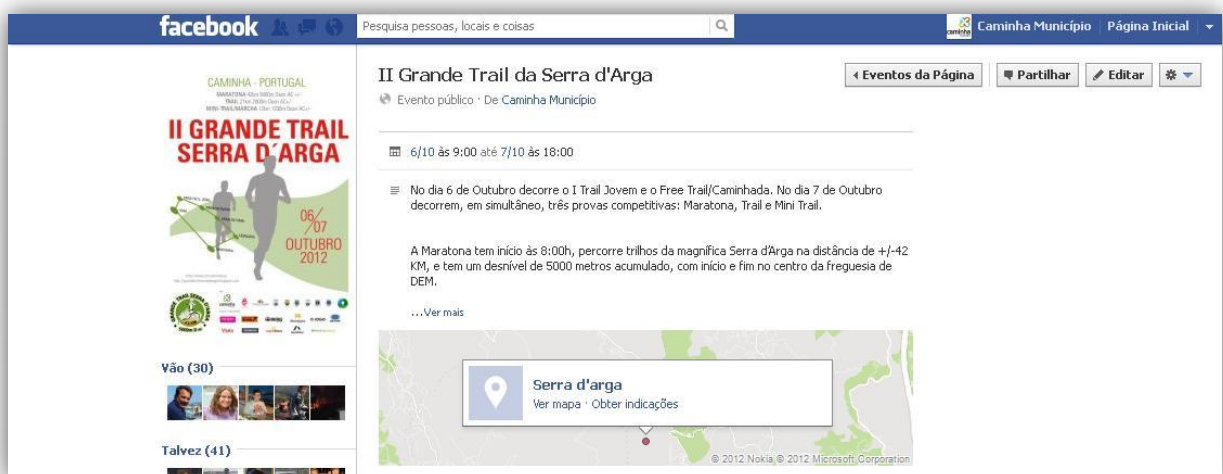 facebook
Pesquisa pessoas, locais e coisas
Caminha Município
Página Inicial
CAMINHA - PORTUGAL
II GRANDE TRAIL
SERRA D´ARGA
06/
07
OUTUBRO
2012
Vão (30)
Talvez (41)
II Grande Trail da Serra d'Arga
Evento público · De Caminha Município
Eventos da Página
Partilhar
Editar
6/10 às 9:00 até 7/10 às 18:00
No dia 6 de Outubro decorre o I Trail Jovem e o Free Trail/Caminhada. No dia 7 de Outubro
decorrem, em simultâneo, três provas competitivas: Maratona, Trail e Mini Trail.
A Maratona tem início às 8:00h, percorre trilhos da magnífica Serra d'Arga na distância de +/-42
KM, e tem um desnível de 5000 metros acumulado, com início e fim no centro da freguesia de
DEM.
...Ver mais
Serra d'arga
Ver mapa · Obter indicações
© 2012 Nokia © 2012 Microsoft Corporation